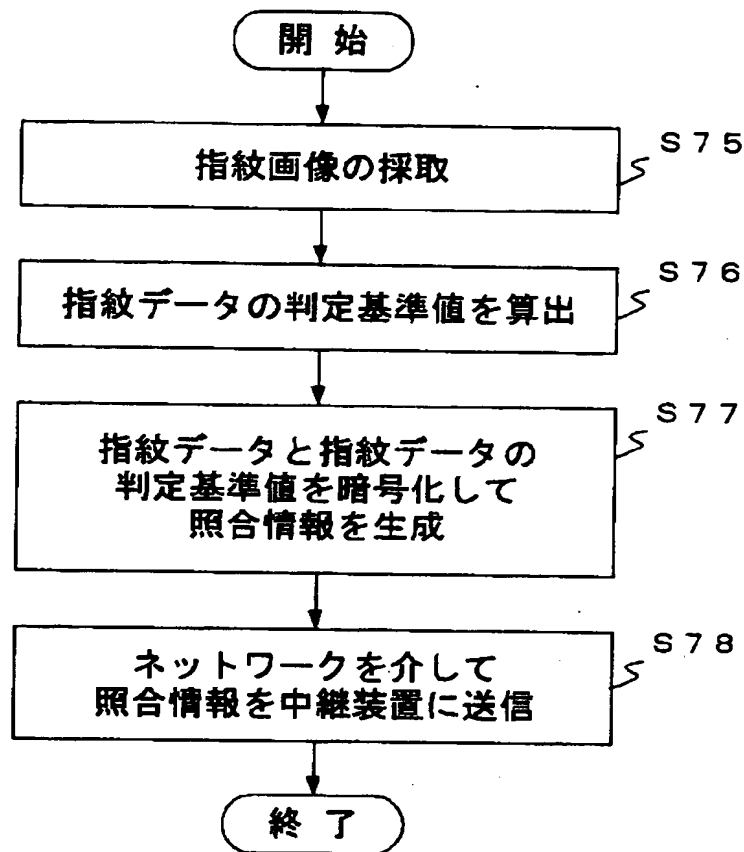 開 始
指紋画像の採取
S75
指紋データの判定基準値を算出
S76
指紋データと指紋データの
判定基準値を暗号化して
照合情報を生成
S77
ネットワークを介して
照合情報を中継装置に送信
S78
終 了